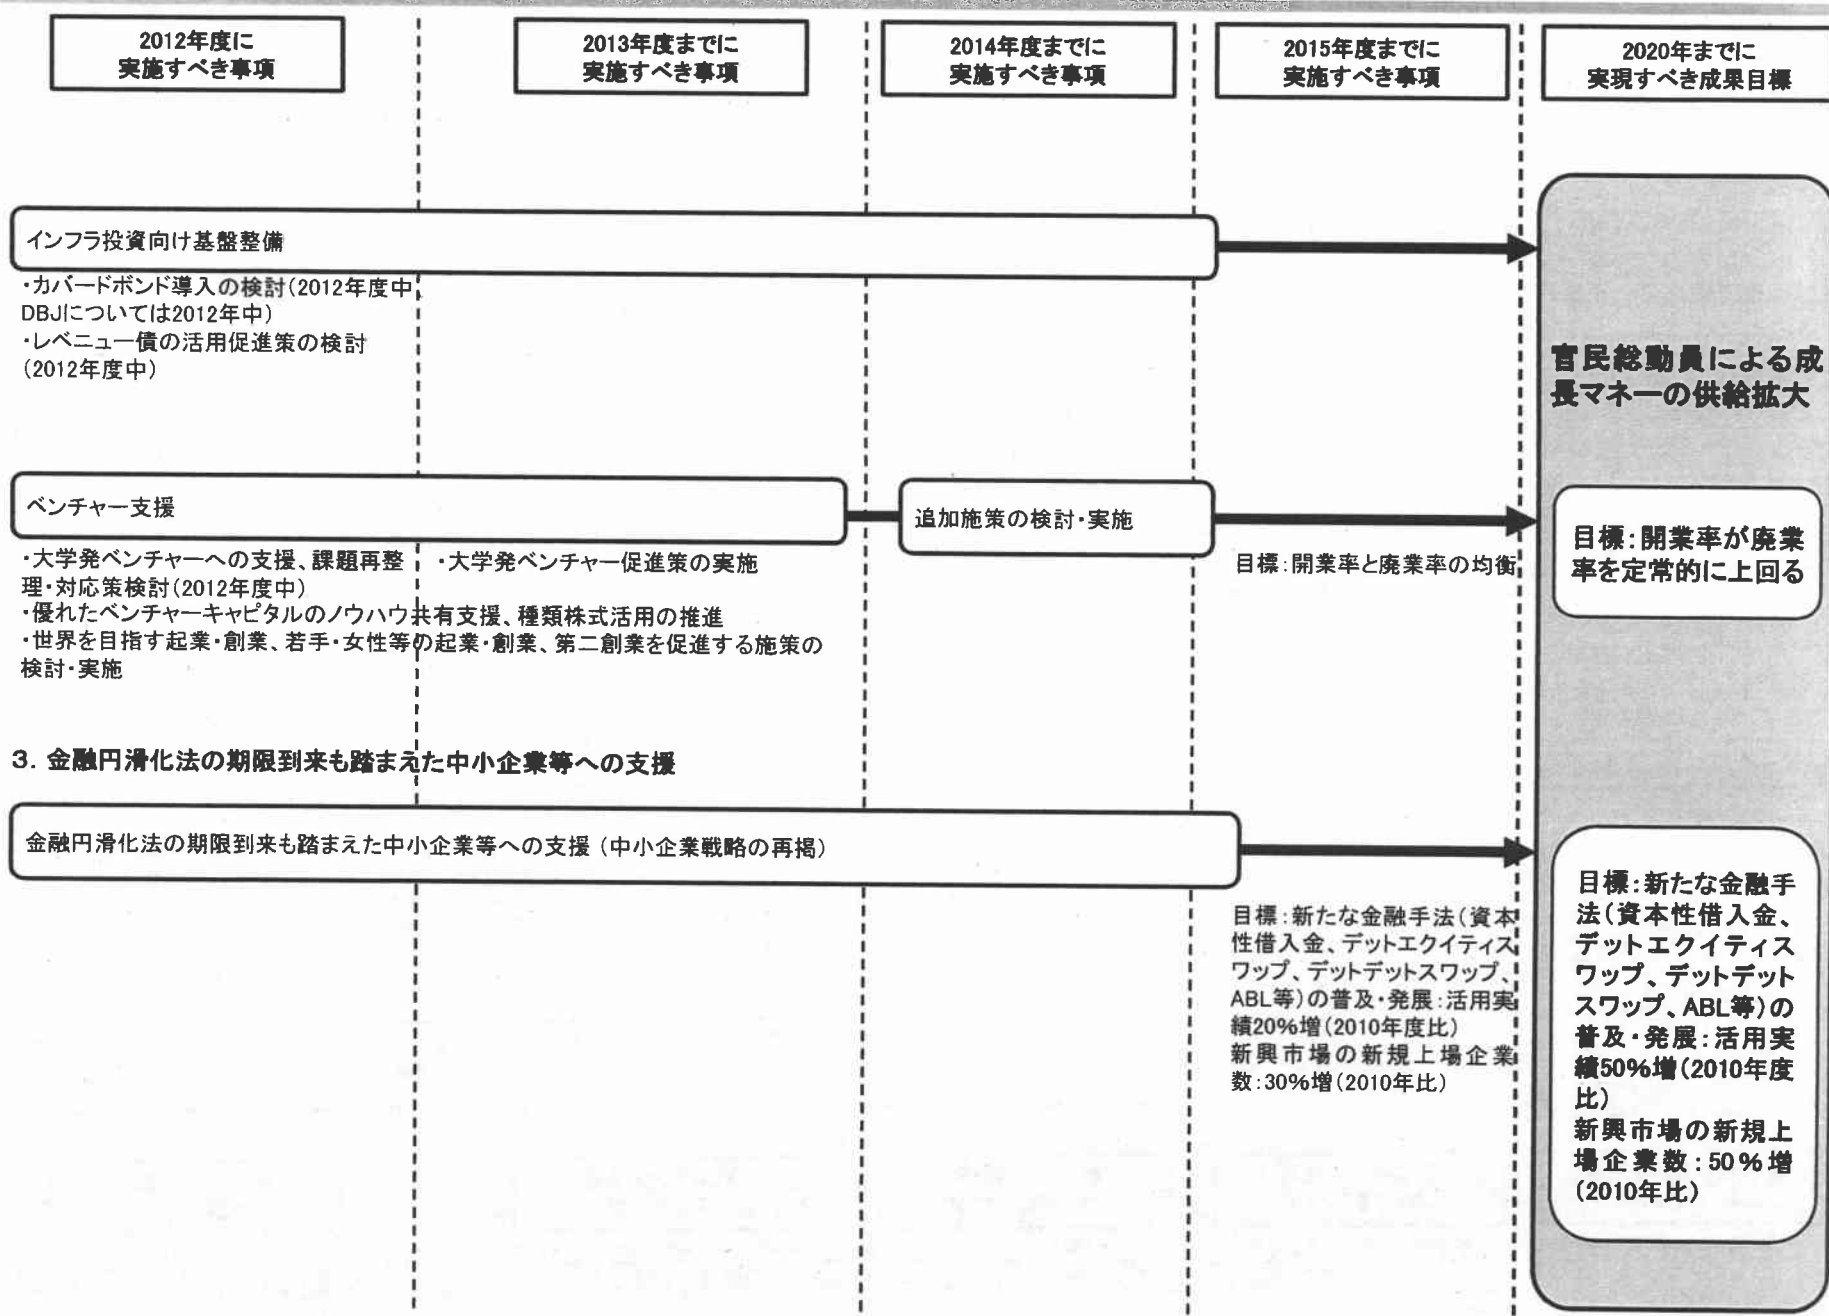 2012年度に
実施すべき事項
2013年度までに
実施すべき事項
2014年度までに
実施すべき事項
2015年度までに
実施すべき事項
2020年までに
実現すべき成果目標
インフラ投資向け基盤整備
・カバードボンド導入の検討(2012年度中
DBJについては2012年中)
・レベニュー債の活用促進策の検討
(2012年度中)
官民総動員による成
長マネーの供給拡大
ベンチャー支援
追加施策の検討・実施
・大学発ベンチャーへの支援、課題再整
理・対応策検討(2012年度中)
・大学発ベンチャー促進策の実施
・優れたベンチャーキャピタルのノウハウ共有支援、種類株式活用の推進
・世界を目指す起業・創業、若手・女性等の起業・創業、第二創業を促進する施策の
検討・実施
目標:開業率と廃業率の均衡
目標:開業率が廃業
率を定常的に上回る
3. 金融円滑化法の期限到来も踏まえた中小企業等への支援
金融円滑化法の期限到来も踏まえた中小企業等への支援 (中小企業戦略の再掲)
目標:新たな金融手法(資本
性借入金、デットエクイティス
ワップ、デットデットスワップ、
ABL等)の普及・発展:活用実
績20%増(2010年度比)
新興市場の新規上場企業
数:30%増(2010年比)
目標:新たな金融手
法(資本性借入金、
デットエクイティス
ワップ、デットデット
スワップ、ABL等)の
普及・発展:活用実
績50%増(2010年度
比)
新興市場の新規上
場企業数:50%増
(2010年比)